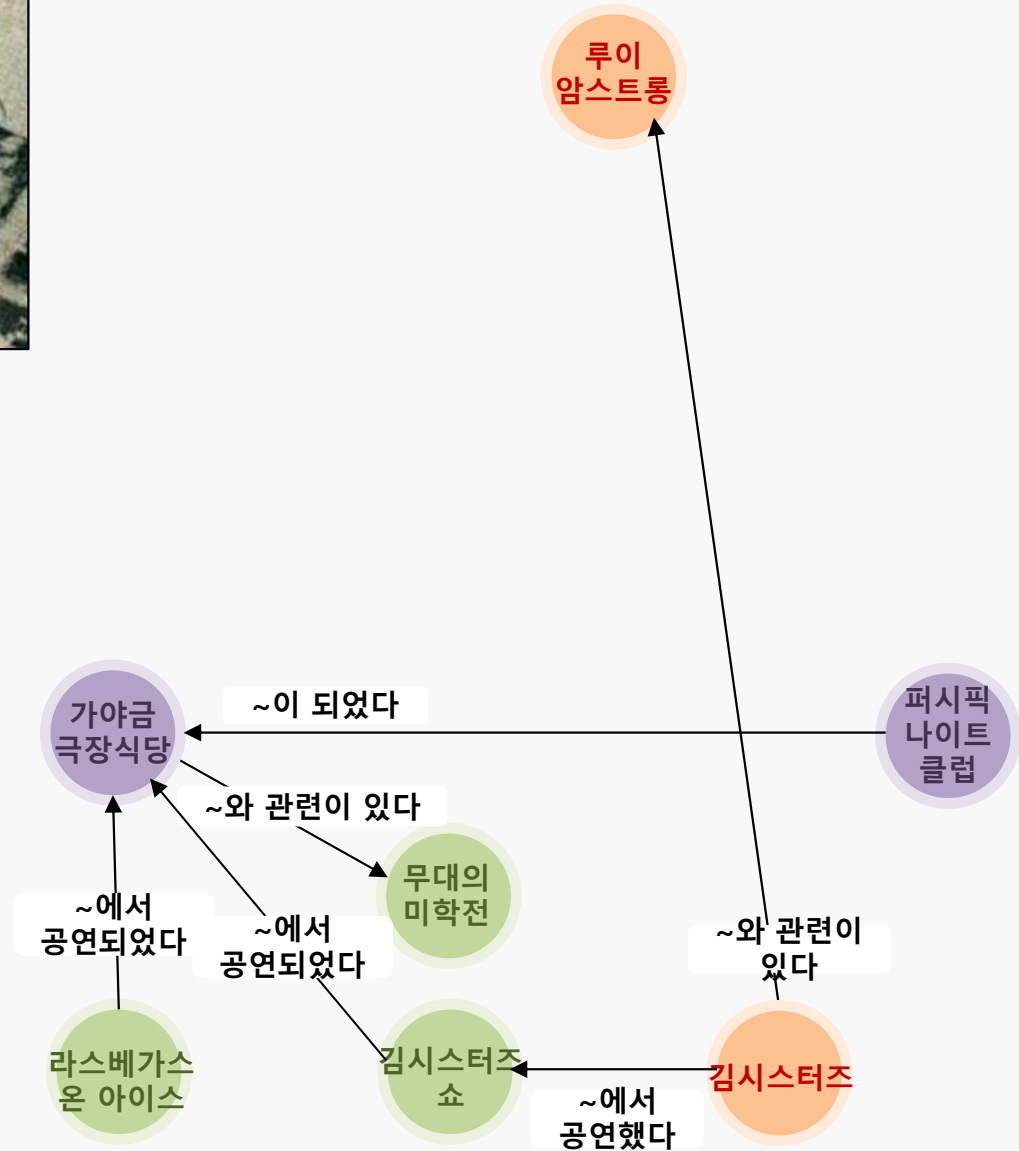 루이
암스트롱
~이 되었다
가야금
극장식당
퍼시픽
나이트
클럽
~와 관련이 있다
무대의
미학전
~에서
공연되었다
~에서
공연되었다
~와 관련이
있다
라스베가스
온 아이스
김시스터즈
쇼
김시스터즈
~에서
공연했다